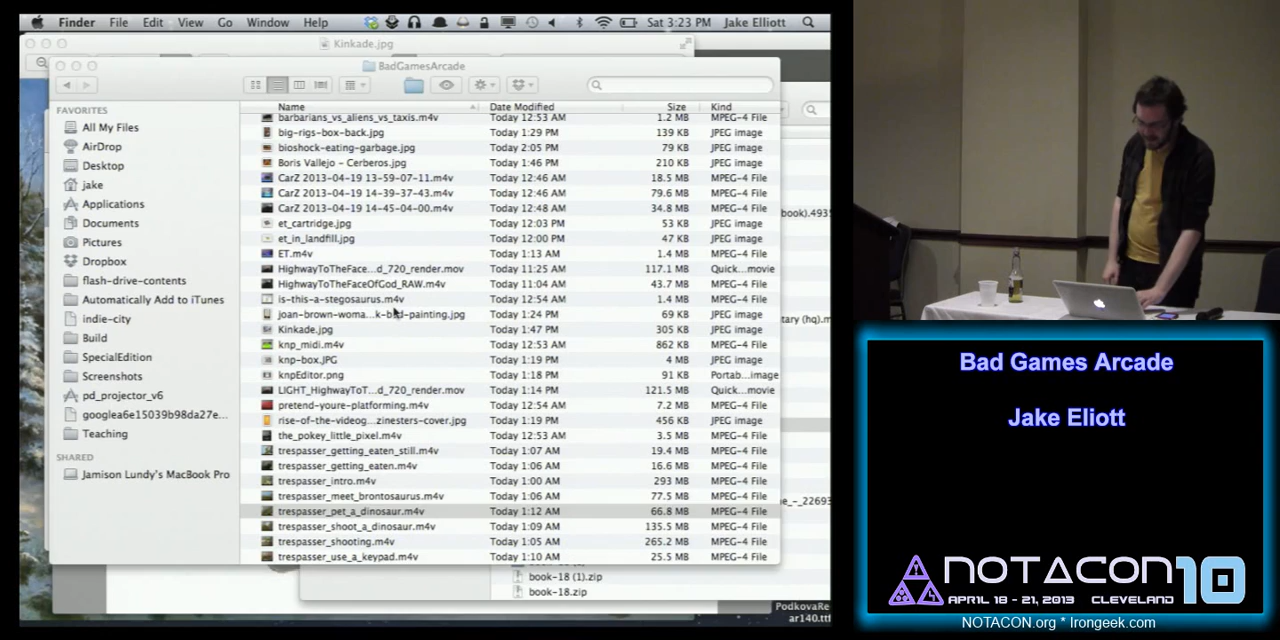 Finder File Edit View Go Window Help Sat 3:23 PM Jake Elliott
Kinkade.jpg
BadGamesArcade
FAVORITES
All My Files
AirDrop
Desktop
jake
Applications
Documents
Pictures
Dropbox
flash-drive-contents
Automatically Add to iTunes
indie-city
Build
SpecialEdition
Screenshots
pd_projector_v6
googlea6e15039b98da27e...
Teaching
SHARED
Jamison Lundy's MacBook Pro
Name Date Modified Size Kind
barbarians_vs_aliens_vs_taxis.m4v Today 12:53 AM 1.2 MB MPEG-4 File
big-rigs-box-back.jpg Today 1:29 PM 139 KB JPEG image
bioshock-eating-garbage.jpg Today 2:05 PM 79 KB JPEG image
Boris Vallejo - Cerberos.jpg Today 1:46 PM 210 KB JPEG image
CarZ 2013-04-19 13-59-07-11.m4v Today 12:46 AM 18.5 MB MPEG-4 File
CarZ 2013-04-19 14-39-37-43.m4v Today 12:46 AM 79.6 MB MPEG-4 File
CarZ 2013-04-19 14-45-04-00.m4v Today 12:48 AM 34.8 MB MPEG-4 File
et_cartridge.jpg Today 12:03 PM 53 KB JPEG image
et_in_landfill.jpg Today 12:00 PM 47 KB JPEG image
ET.m4v Today 1:13 AM 1.4 MB MPEG-4 File
HighwayToTheFace...d_720_render.mov Today 11:25 AM 117.1 MB Quick...movie
HighwayToTheFaceOfGod_RAW.m4v Today 11:04 AM 43.7 MB MPEG-4 File
is-this-a-stegosaurus.m4v Today 12:54 AM 1.4 MB MPEG-4 File
joan-brown-woma...k-bad-painting.jpg Today 1:24 PM 69 KB JPEG image
Kinkade.jpg Today 1:47 PM 305 KB JPEG image
knp_midi.m4v Today 12:53 AM 862 KB MPEG-4 File
knp-box.JPG Today 1:19 PM 4 MB JPEG image
knpEditor.png Today 1:18 PM 91 KB Portab...image
LIGHT_HighwayToT...d_720_render.mov Today 1:14 PM 121.5 MB Quick...movie
pretend-youre-platforming.m4v Today 12:54 AM 7.2 MB MPEG-4 File
rise-of-the-videog...zinesters-cover.jpg Today 1:19 PM 456 KB JPEG image
the_pokey_little_pixel.m4v Today 12:53 AM 3.5 MB MPEG-4 File
trespasser_getting_eaten_still.m4v Today 1:07 AM 19.4 MB MPEG-4 File
trespasser_getting_eaten.m4v Today 1:06 AM 16.6 MB MPEG-4 File
trespasser_intro.m4v Today 1:00 AM 293 MB MPEG-4 File
trespasser_meet_brontosaurus.m4v Today 1:06 AM 77.5 MB MPEG-4 File
trespasser_pet_a_dinosaur.m4v Today 1:12 AM 66.8 MB MPEG-4 File
trespasser_shoot_a_dinosaur.m4v Today 1:09 AM 135.5 MB MPEG-4 File
trespasser_shooting.m4v Today 1:05 AM 265.2 MB MPEG-4 File
trespasser_use_a_keypad.m4v Today 1:10 AM 25.5 MB MPEG-4 File
book).493
tary (hq).m
e_-_22693
book-18 (1).zip
book-18.zip
PodkovaRe
ar140.ttf
Bad Games Arcade
Jake Eliott
NOTACON 10
APRIL 18 - 21, 2013 CLEVELAND
NOTACON.org * Irongeek.com